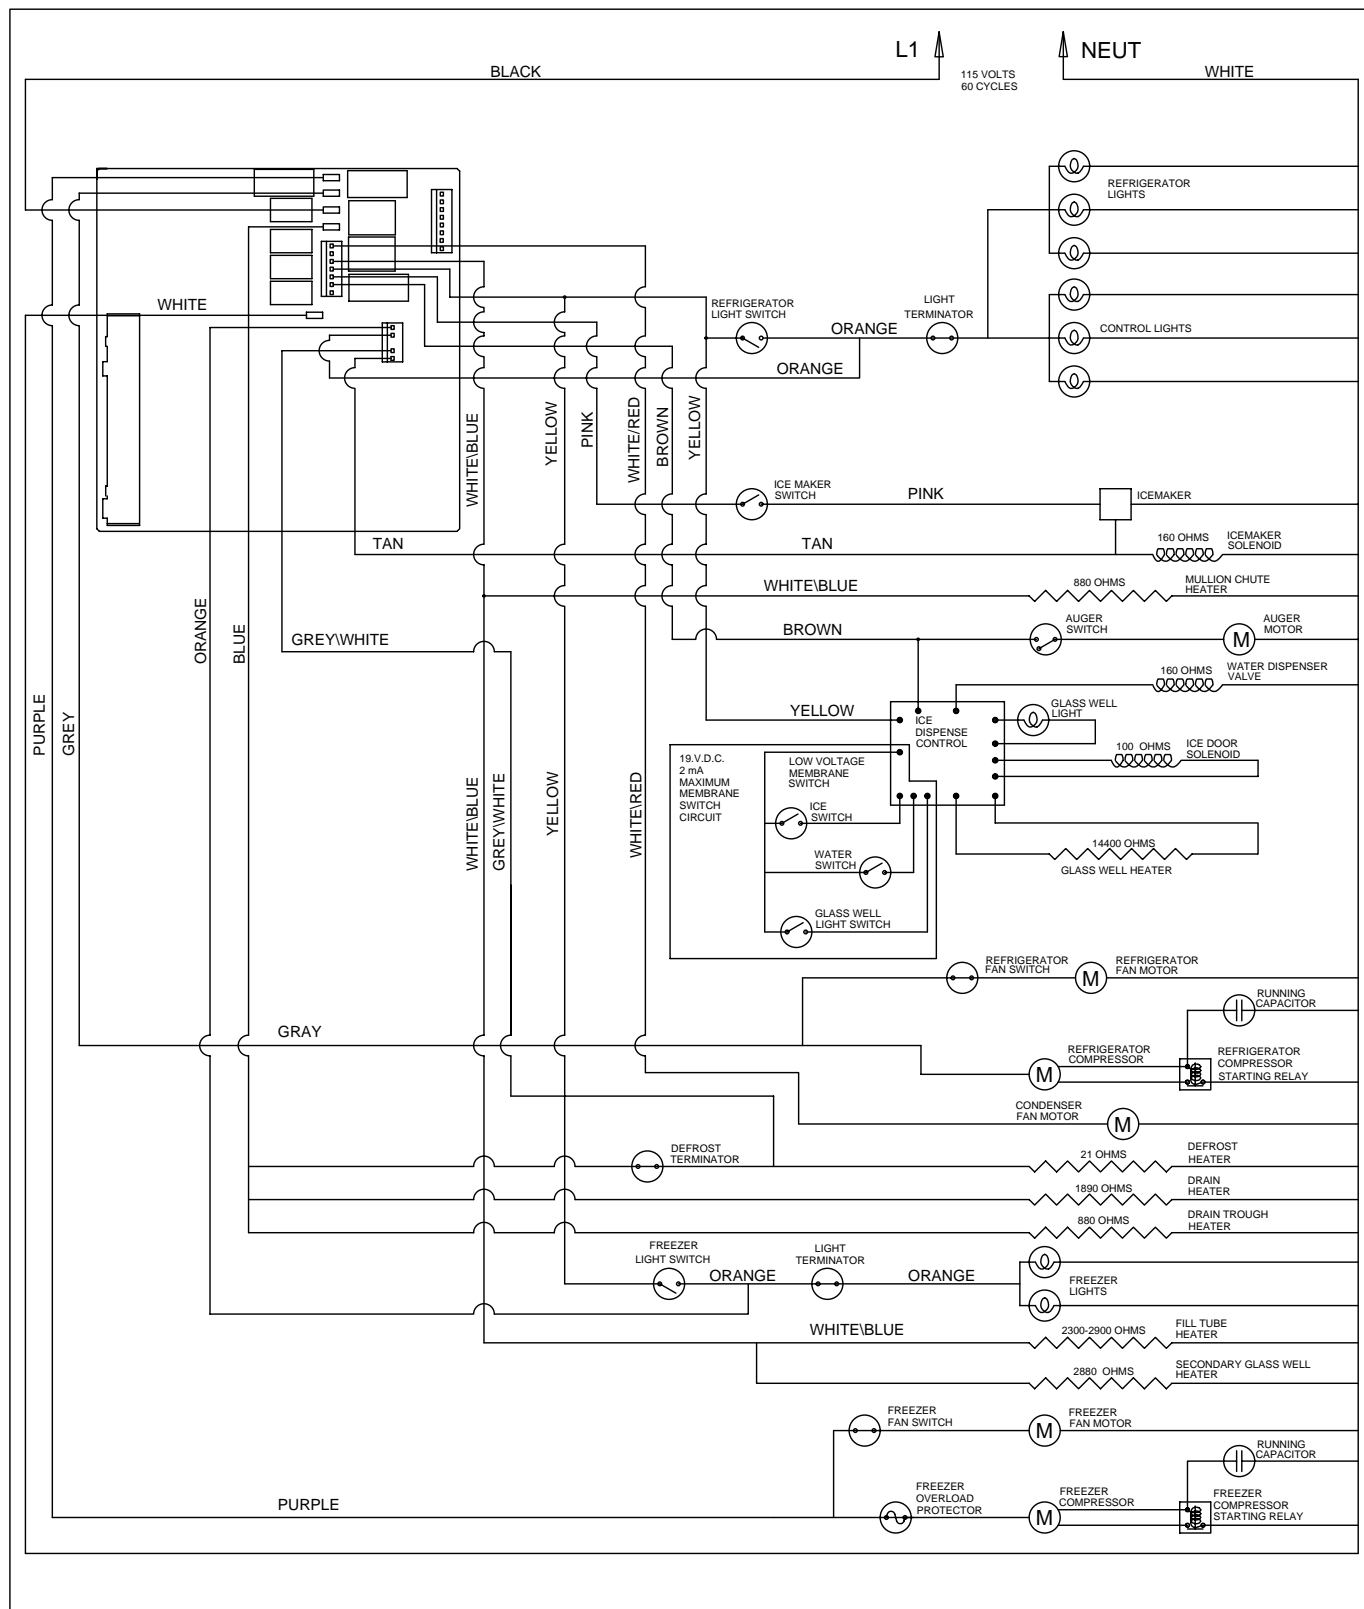 L1
NEUT
BLACK
115 VOLTS
60 CYCLES
WHITE
REFRIGERATOR
LIGHTS
WHITE
REFRIGERATOR
LIGHT SWITCH
LIGHT
TERMINATOR
ORANGE
CONTROL LIGHTS
ORANGE
WHITE\BLUE
YELLOW
PINK
WHITE/RED
BROWN
YELLOW
ICE MAKER
SWITCH
PINK
ICEMAKER
TAN
TAN
160 OHMS
ICEMAKER
SOLENOID
WHITE\BLUE
880 OHMS
MULLION CHUTE
HEATER
ORANGE
BLUE
GREY\WHITE
BROWN
AUGER
SWITCH
M
AUGER
MOTOR
160 OHMS
WATER DISPENSER
VALVE
PURPLE
GREY
YELLOW
ICE
DISPENSE
CONTROL
GLASS WELL
LIGHT
100 OHMS
ICE DOOR
SOLENOID
19.V.D.C.
2 mA
MAXIMUM
MEMBRANE
SWITCH
CIRCUIT
LOW VOLTAGE
MEMBRANE
SWITCH
ICE
SWITCH
WATER
SWITCH
GLASS WELL
LIGHT SWITCH
WHITE\BLUE
GREY\WHITE
YELLOW
WHITE\RED
14400 OHMS
GLASS WELL HEATER
REFRIGERATOR
FAN SWITCH
M
REFRIGERATOR
FAN MOTOR
RUNNING
CAPACITOR
GRAY
REFRIGERATOR
COMPRESSOR
M
REFRIGERATOR
COMPRESSOR
STARTING RELAY
CONDENSER
FAN MOTOR
M
DEFROST
TERMINATOR
21 OHMS
DEFROST
HEATER
1890 OHMS
DRAIN
HEATER
880 OHMS
DRAIN TROUGH
HEATER
FREEZER
LIGHT SWITCH
ORANGE
LIGHT
TERMINATOR
ORANGE
FREEZER
LIGHTS
WHITE\BLUE
2300-2900 OHMS
FILL TUBE
HEATER
2880 OHMS
SECONDARY GLASS WELL
HEATER
FREEZER
FAN SWITCH
M
FREEZER
FAN MOTOR
RUNNING
CAPACITOR
PURPLE
FREEZER
OVERLOAD
PROTECTOR
M
FREEZER
COMPRESSOR
FREEZER
COMPRESSOR
STARTING RELAY